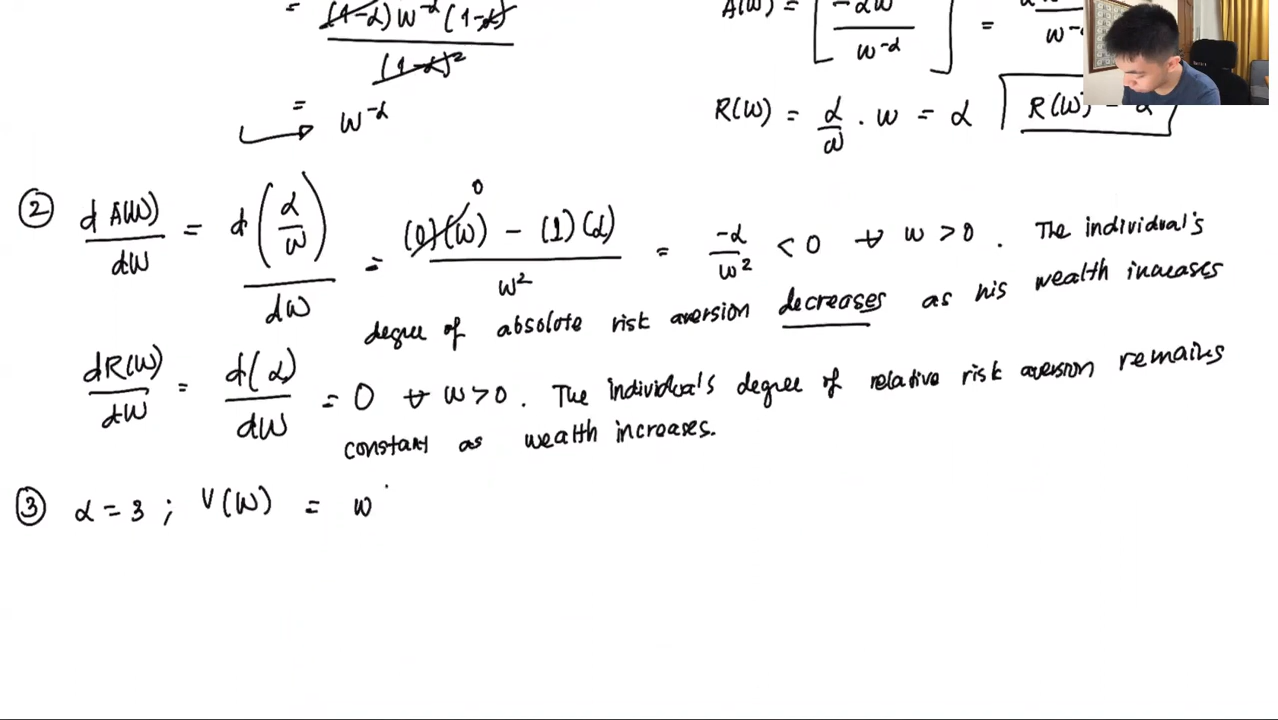 = (1-α)w^-α (1-α) / (1-α)²
= w^-α
A(W) = [ -αw / w^-α ] =
R(W) = α/w · w = α R(W) = α
② dA(W)/dW = d(α/w)/dW = (0)(w) 0 - (1)(α) / w² = -α/w² < 0 ∀ w > 0 . The individual's
degree of absolute risk aversion decreases as his wealth increases
dR(W)/dW = d(α)/dW = 0 ∀ w > 0 . The individual's degree of relative risk aversion remains
constant as wealth increases.
③ α = 3 ; V(W) = w